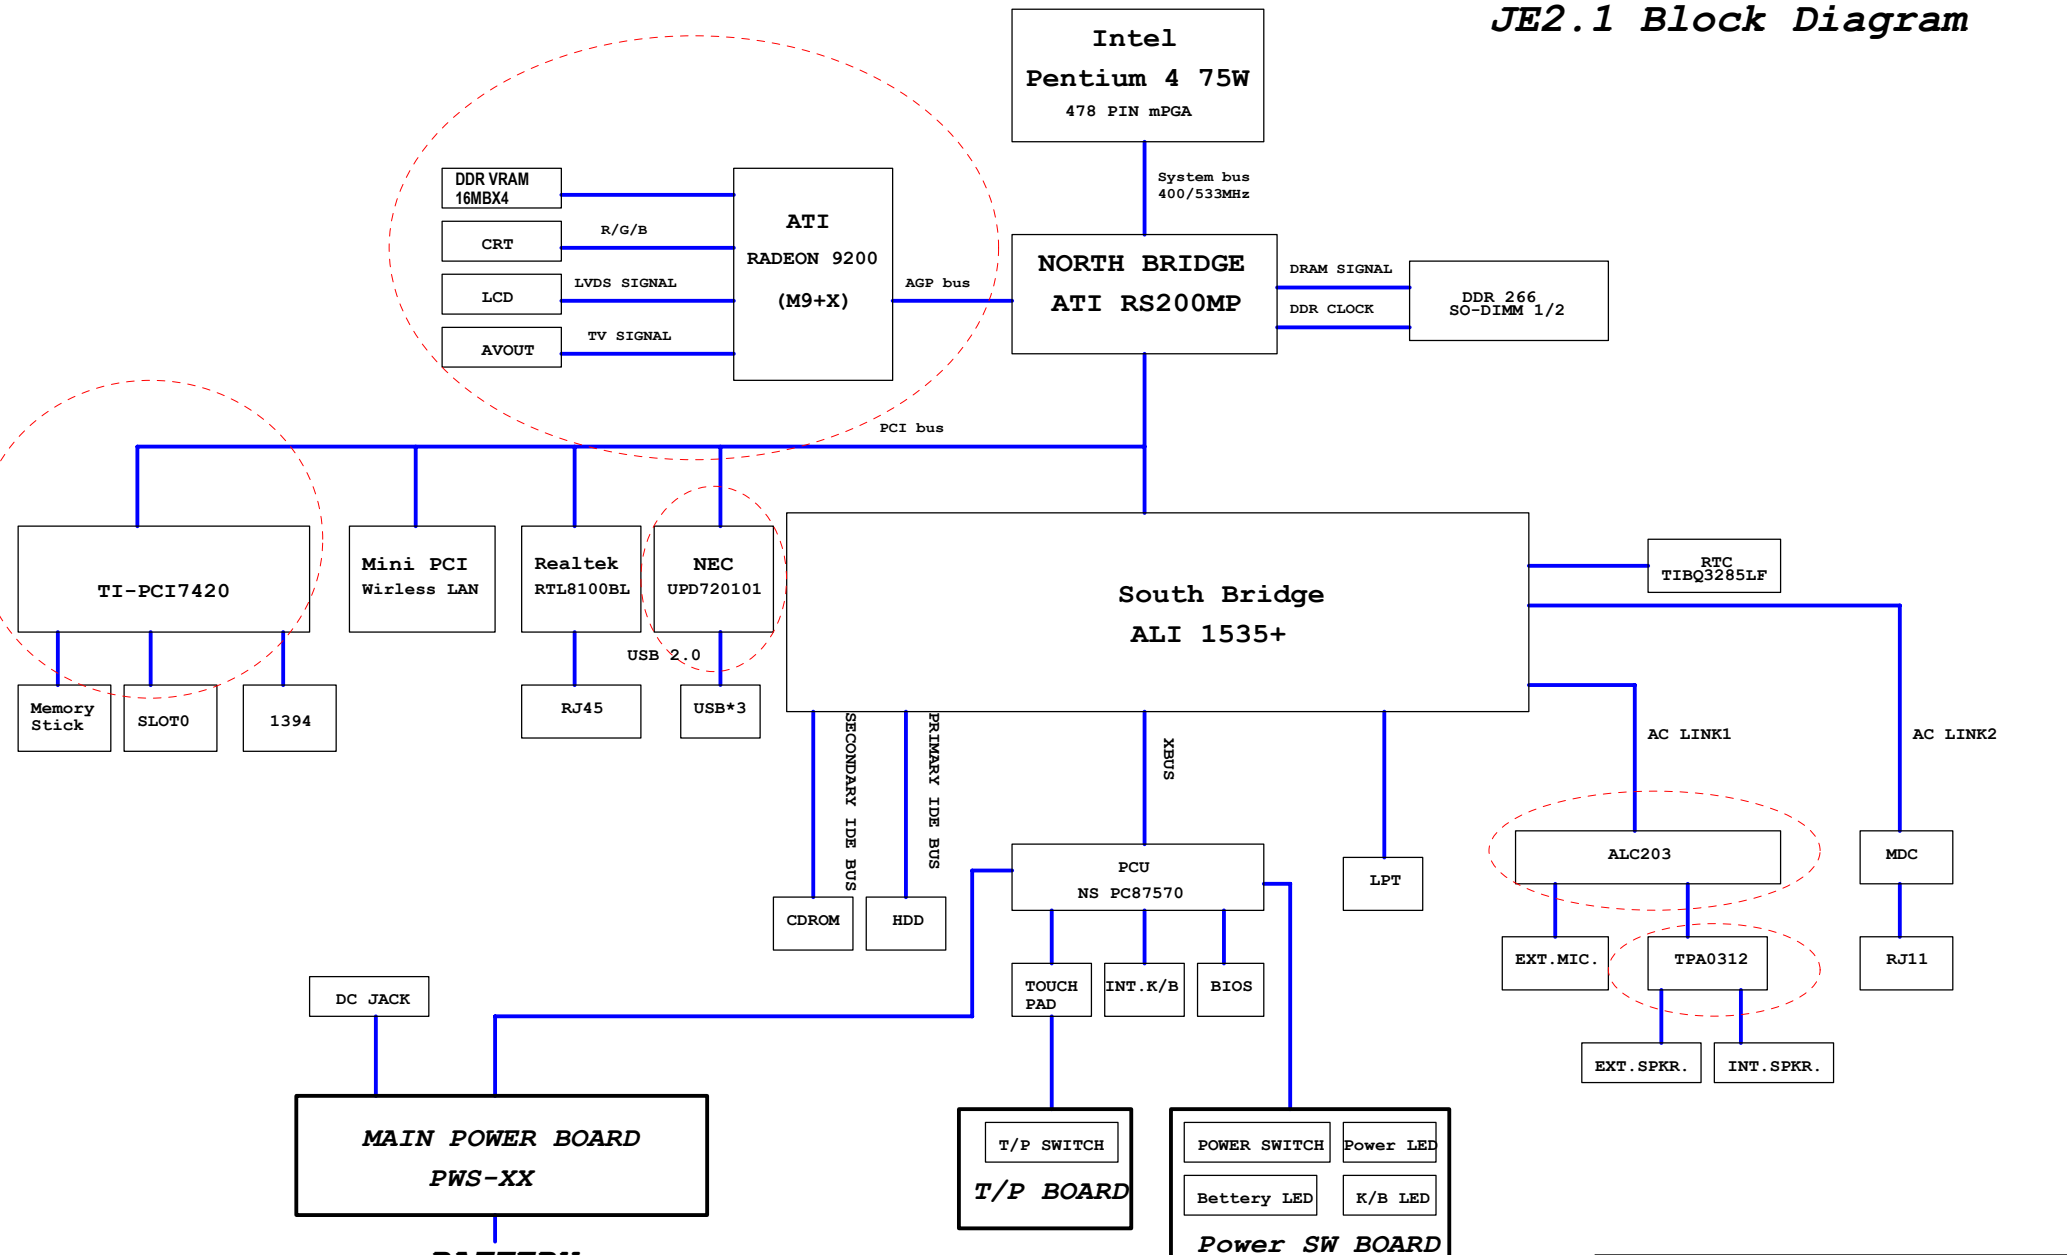 JE2.1 Block Diagram
Intel
Pentium 4 75W
478 PIN mPGA
System bus
400/533MHz
DDR VRAM
16MBX4
CRT
R/G/B
LCD
LVDS SIGNAL
AVOUT
TV SIGNAL
ATI
RADEON 9200
(M9+X)
AGP bus
NORTH BRIDGE
ATI RS200MP
DRAM SIGNAL
DDR CLOCK
DDR 266
SO-DIMM 1/2
PCI bus
TI-PCI7420
Mini PCI
Wirless LAN
Realtek
RTL8100BL
NEC
UPD720101
USB 2.0
Memory
Stick
SLOT0
1394
RJ45
USB*3
South Bridge
ALI 1535+
RTC
TIBQ3285LF
AC LINK1
AC LINK2
SECONDARY IDE BUS
PRIMARY IDE BUS
XBUS
CDROM
HDD
PCU
NS PC87570
LPT
ALC203
MDC
EXT.MIC.
TPA0312
RJ11
EXT.SPKR.
INT.SPKR.
TOUCH
PAD
INT.K/B
BIOS
DC JACK
MAIN POWER BOARD
PWS-XX
T/P SWITCH
T/P BOARD
POWER SWITCH
Power LED
Bettery LED
K/B LED
Power SW BOARD
BATTERY